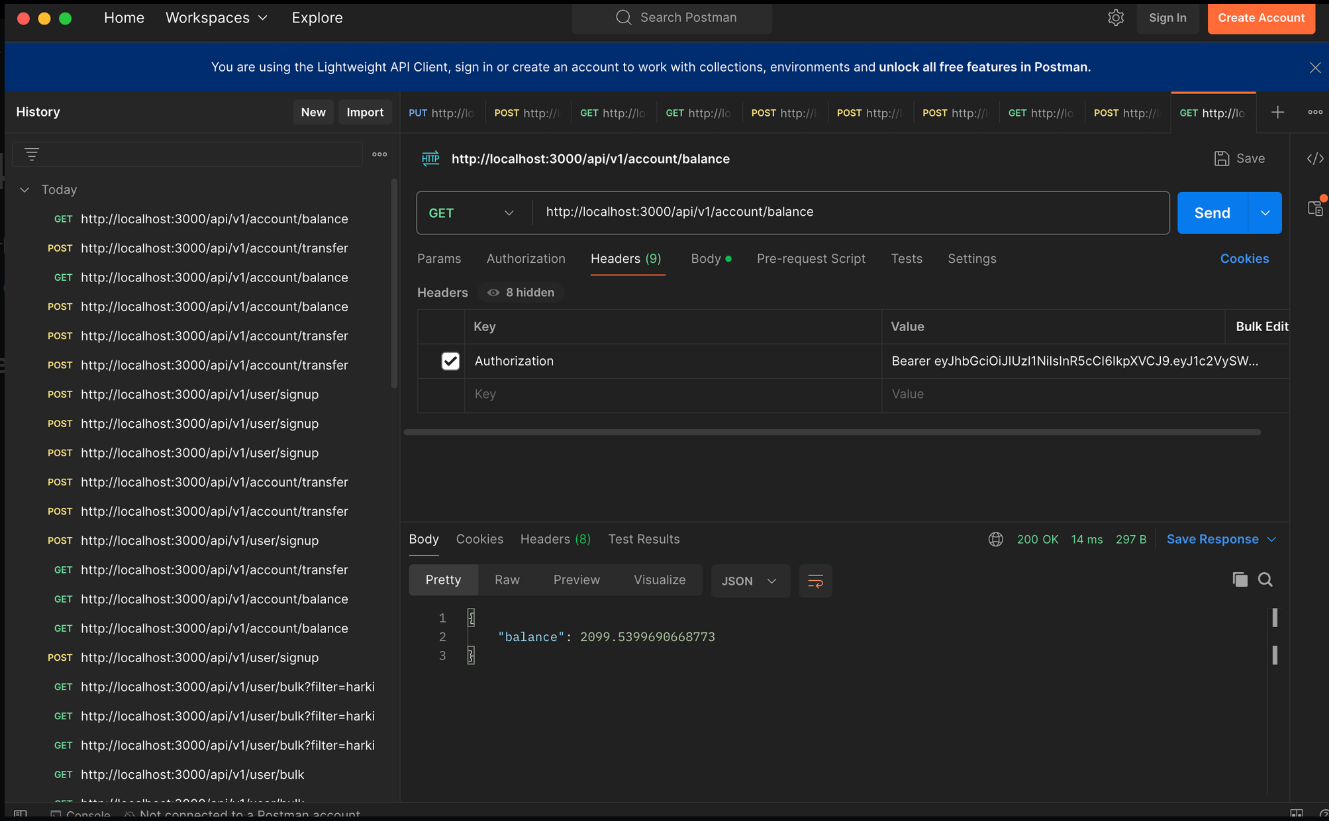 Home Workspaces Explore Search Postman Sign In Create Account
You are using the Lightweight API Client, sign in or create an account to work with collections, environments and unlock all free features in Postman.
History New Import
PUT http://lo POST http://l GET http://lo GET http://lo POST http://l POST http:// POST http://l GET http://lo POST http:// GET http://lo
Today
GET http://localhost:3000/api/v1/account/balance
POST http://localhost:3000/api/v1/account/transfer
GET http://localhost:3000/api/v1/account/balance
POST http://localhost:3000/api/v1/account/balance
POST http://localhost:3000/api/v1/account/transfer
POST http://localhost:3000/api/v1/account/transfer
POST http://localhost:3000/api/v1/user/signup
POST http://localhost:3000/api/v1/user/signup
POST http://localhost:3000/api/v1/user/signup
POST http://localhost:3000/api/v1/account/transfer
POST http://localhost:3000/api/v1/account/transfer
POST http://localhost:3000/api/v1/user/signup
GET http://localhost:3000/api/v1/account/transfer
GET http://localhost:3000/api/v1/account/balance
GET http://localhost:3000/api/v1/account/balance
POST http://localhost:3000/api/v1/user/signup
GET http://localhost:3000/api/v1/user/bulk?filter=harki
GET http://localhost:3000/api/v1/user/bulk?filter=harki
GET http://localhost:3000/api/v1/user/bulk?filter=harki
GET http://localhost:3000/api/v1/user/bulk
GET http://localhost:3000/api/v1/user/bulk
HTTP http://localhost:3000/api/v1/account/balance Save
GET http://localhost:3000/api/v1/account/balance Send
Params Authorization Headers (9) Body Pre-request Script Tests Settings Cookies
Headers 8 hidden
Key Value Bulk Edit
Authorization Bearer eyJhbGciOiJIUzI1NiIsInR5cCI6IkpXVCJ9.eyJ1c2VySW...
Key Value
Body Cookies Headers (8) Test Results 200 OK 14 ms 297 B Save Response
Pretty Raw Preview Visualize JSON
1 {
2 "balance": 2099.5399690668773
3 }
Console Not connected to a Postman account